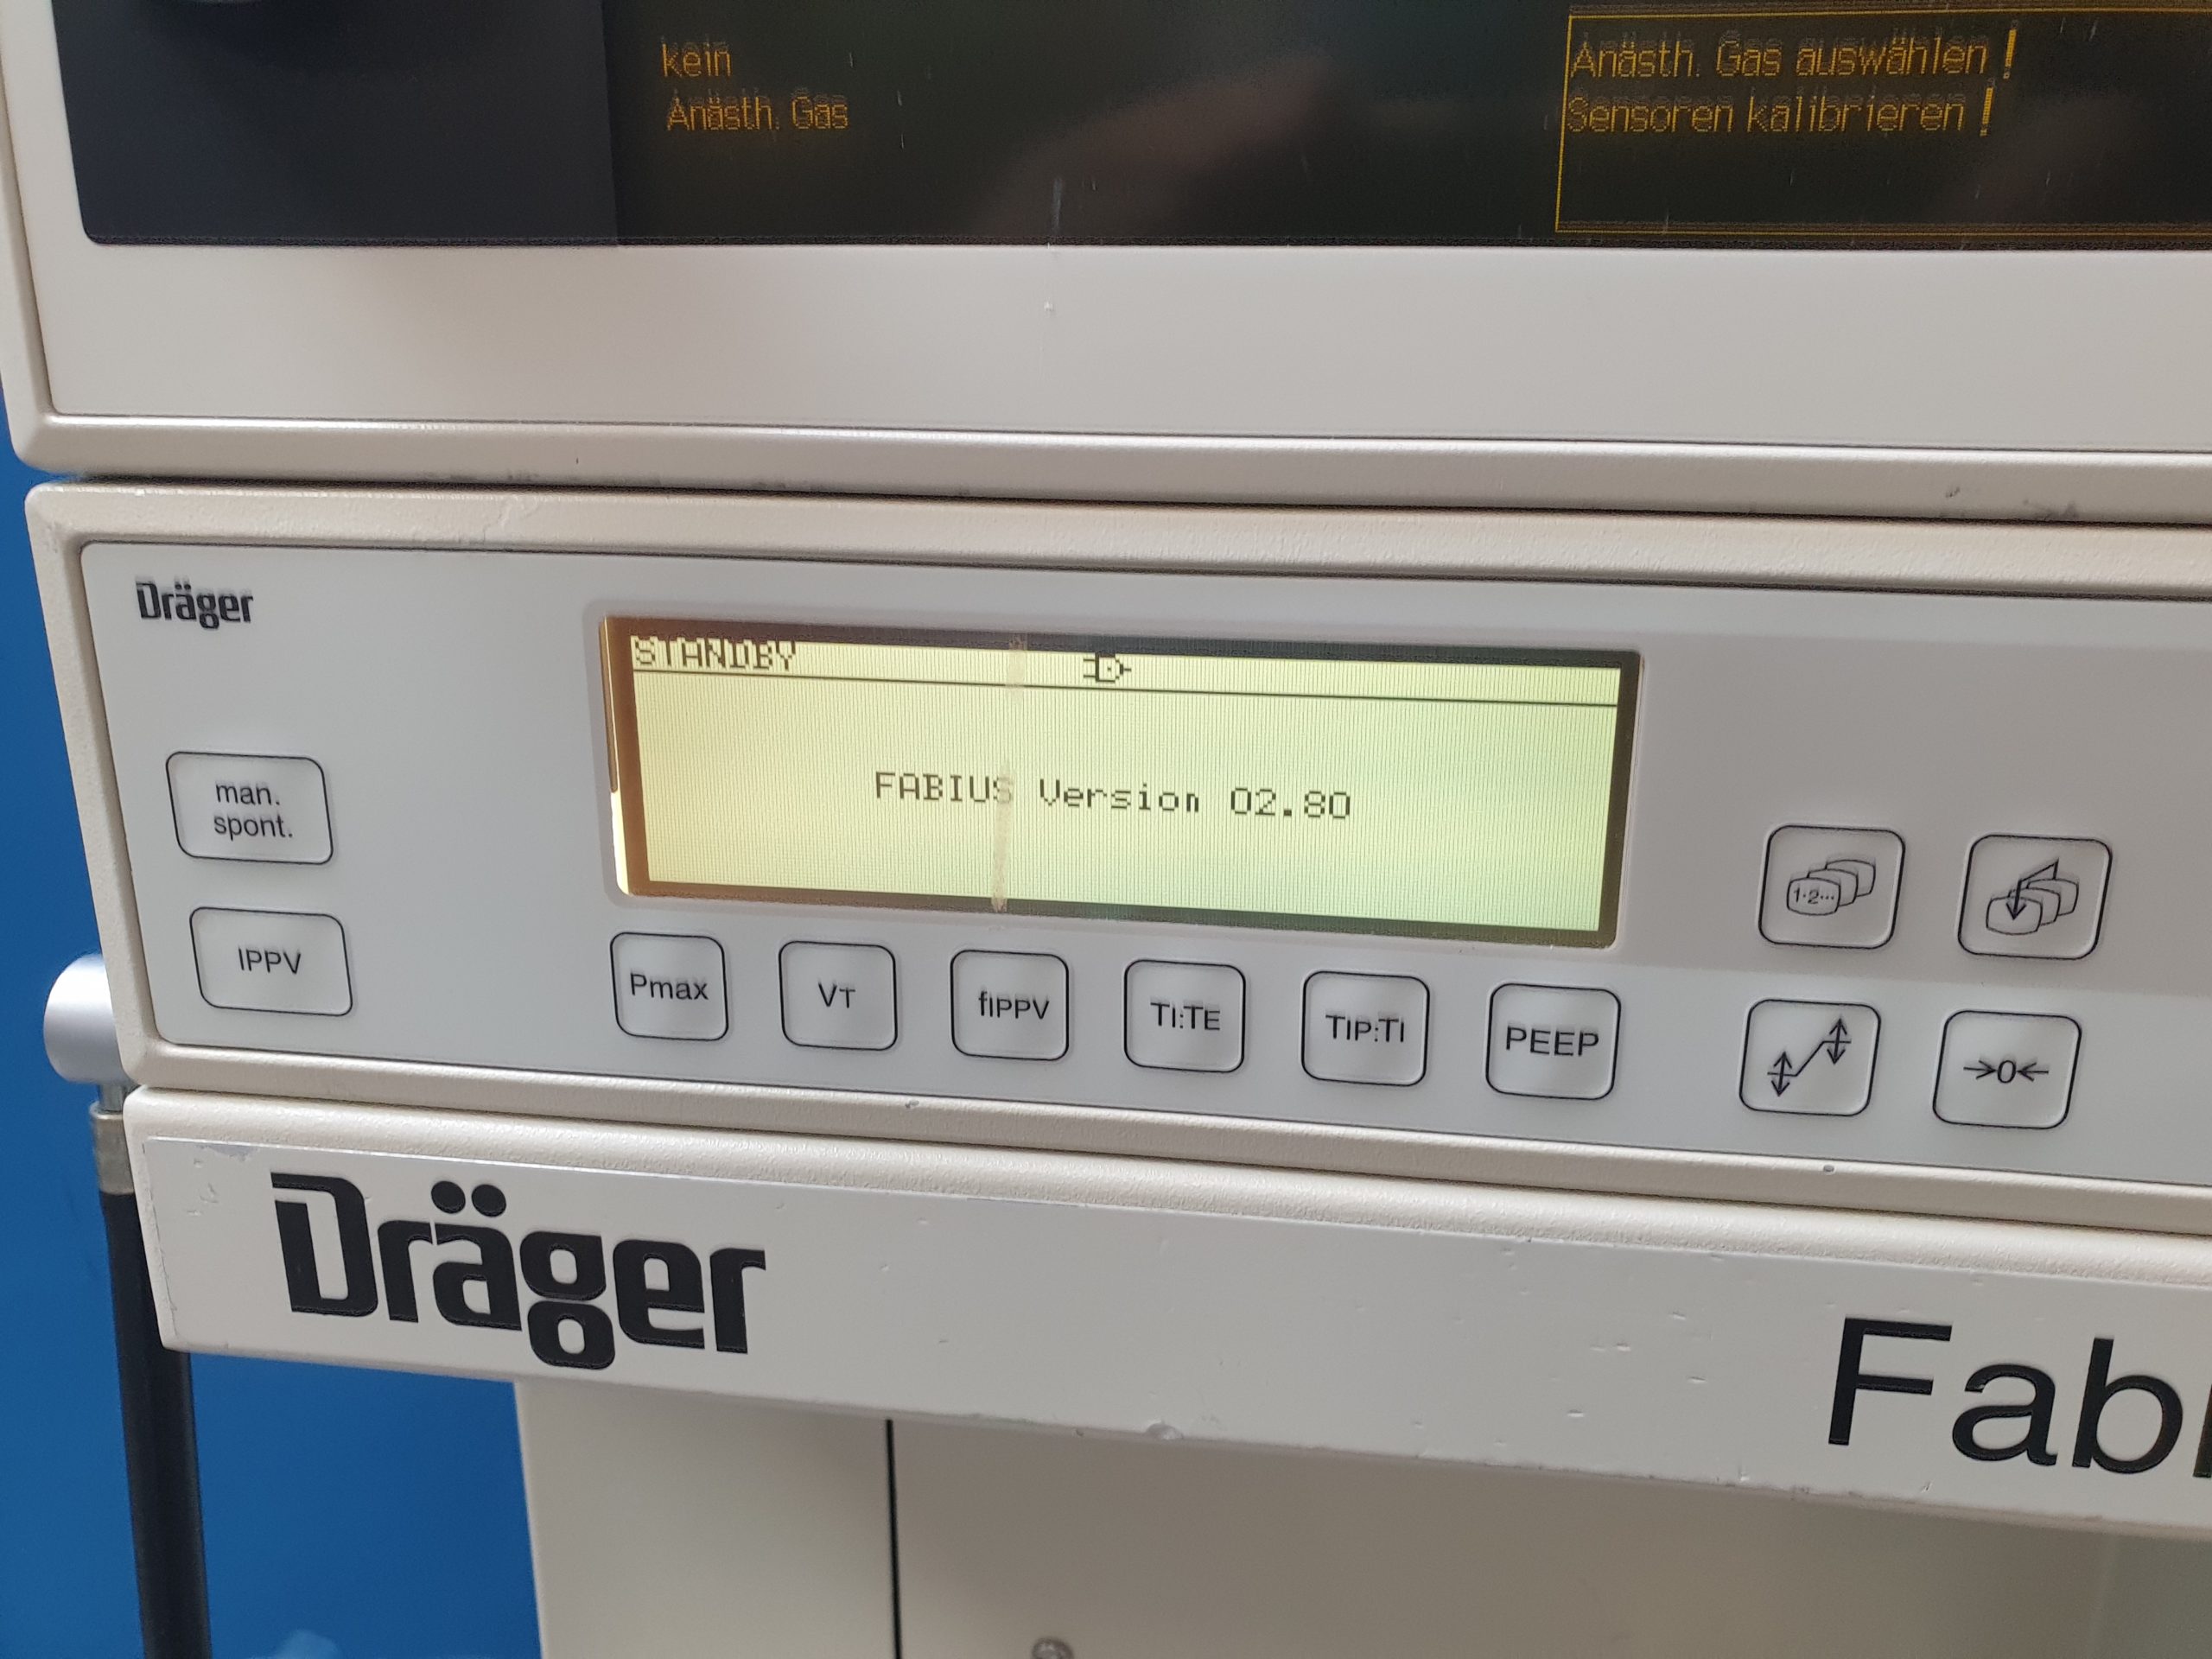 kein
Anästh. Gas
Anästh. Gas auswählen !
Sensoren kalibrieren !
Dräger
STANDBY
FABIUS Version 02.80
man.
spont.
IPPV
Pmax
VT
fIPPV
TI:TE
TIP:TI
PEEP
1·2...
→0←
Dräger
Fabi